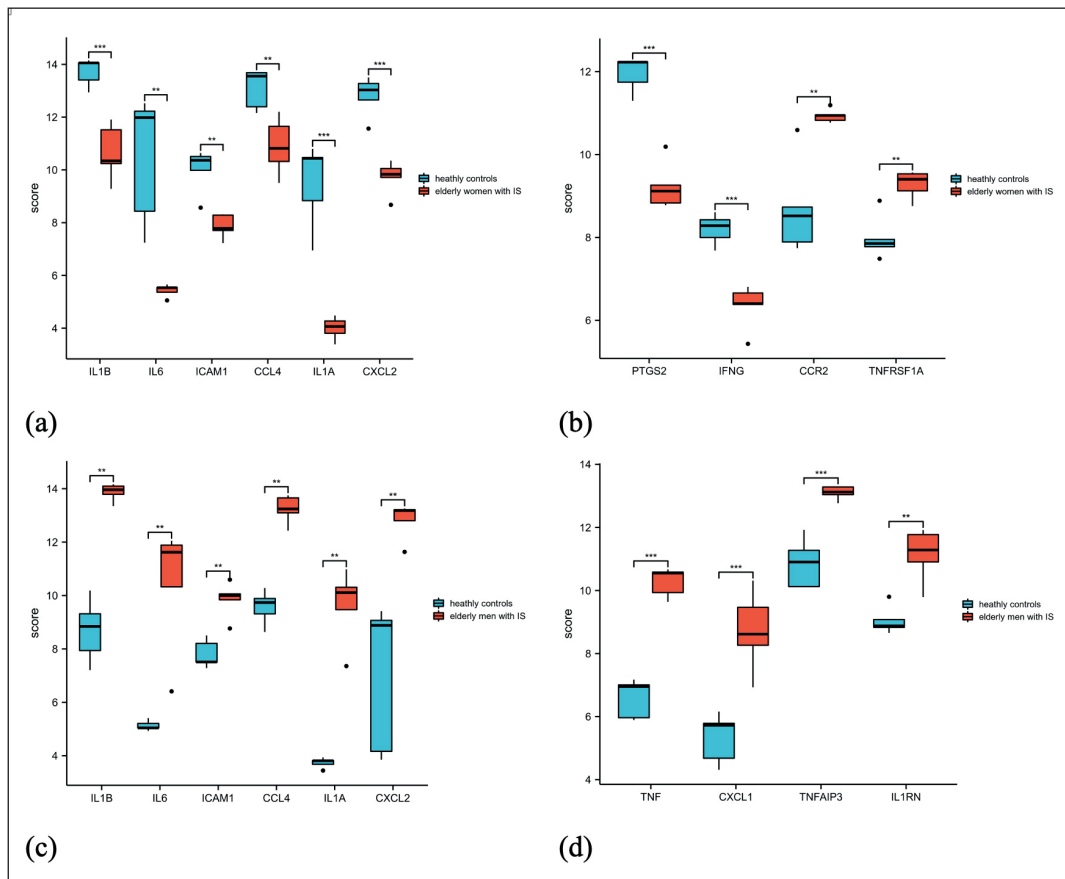 14
12
10
8
6
4
score
***
**
**
**
***
***
IL1B IL6 ICAM1 CCL4 IL1A CXCL2
heathly controls
elderly women with IS
(a)
12
10
8
6
score
***
***
**
**
PTGS2 IFNG CCR2 TNFRSF1A
heathly controls
elderly women with IS
(b)
14
12
10
8
6
4
score
**
**
**
**
**
**
IL1B IL6 ICAM1 CCL4 IL1A CXCL2
heathly controls
elderly men with IS
(c)
14
12
10
8
6
4
score
***
***
***
**
TNF CXCL1 TNFAIP3 IL1RN
heathly controls
elderly men with IS
(d)